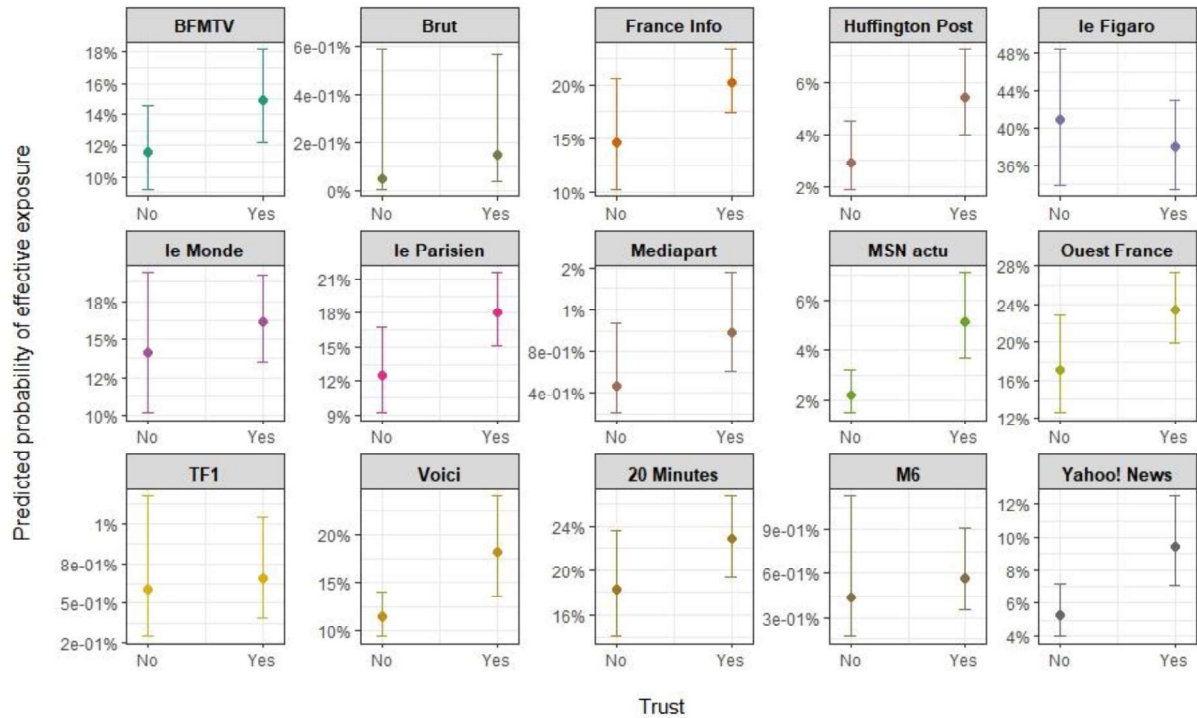 Predicted probability of effective exposure
BFMTV
18%
16%
14%
12%
10%
No Yes
Brut
6e-01%
4e-01%
2e-01%
0%
No Yes
France Info
20%
15%
10%
No Yes
Huffington Post
6%
4%
2%
No Yes
le Figaro
48%
44%
40%
36%
No Yes
le Monde
18%
15%
12%
10%
No Yes
le Parisien
21%
18%
15%
12%
9%
No Yes
Mediapart
2%
1%
8e-01%
4e-01%
No Yes
MSN actu
6%
4%
2%
No Yes
Ouest France
28%
24%
20%
16%
12%
No Yes
TF1
1%
8e-01%
5e-01%
2e-01%
No Yes
Voici
20%
15%
10%
No Yes
20 Minutes
24%
20%
16%
No Yes
M6
9e-01%
6e-01%
3e-01%
No Yes
Yahoo! News
12%
10%
8%
6%
4%
No Yes
Trust